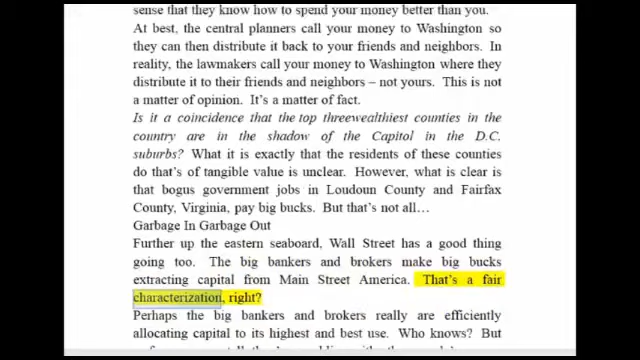 sense that they know how to spend your money better than you.
At best, the central planners call your money to Washington so
they can then distribute it back to your friends and neighbors. In
reality, the lawmakers call your money to Washington where they
distribute it to their friends and neighbors – not yours. This is not
a matter of opinion. It's a matter of fact.
Is it a coincidence that the top threewealthiest counties in the
country are in the shadow of the Capitol in the D.C.
suburbs? What it is exactly that the residents of these counties
do that's of tangible value is unclear. However, what is clear is
that bogus government jobs in Loudoun County and Fairfax
County, Virginia, pay big bucks. But that's not all…
Garbage In Garbage Out
Further up the eastern seaboard, Wall Street has a good thing
going too. The big bankers and brokers make big bucks
extracting capital from Main Street America. That's a fair
characterization, right?
Perhaps the big bankers and brokers really are efficiently
allocating capital to its highest and best use. Who knows? But